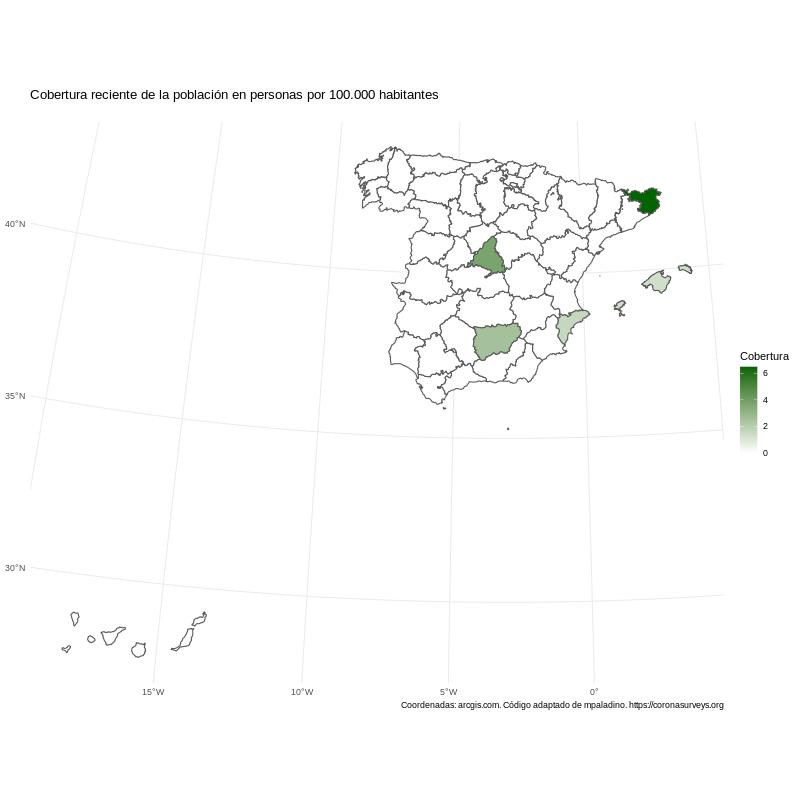 Cobertura reciente de la población en personas por 100.000 habitantes
40°N
35°N
30°N
15°W
10°W
5°W
0°
Cobertura
6
4
2
0
Coordenadas: arcgis.com. Código adaptado de mpaladino. https://coronasurveys.org